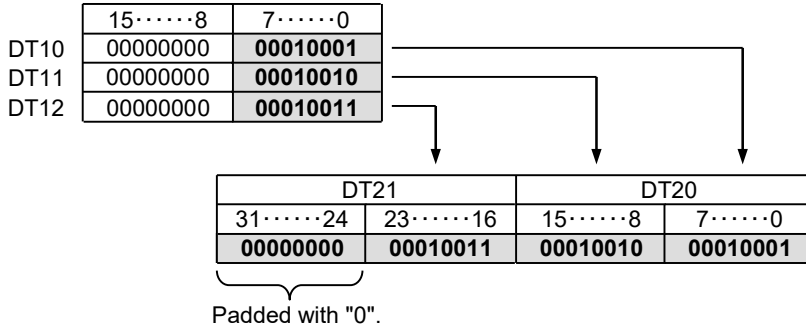 15······8 7······0
DT10 00000000 00010001
DT11 00000000 00010010
DT12 00000000 00010011
DT21 DT20
31······24 23······16 15······8 7······0
00000000 00010011 00010010 00010001
Padded with "0".